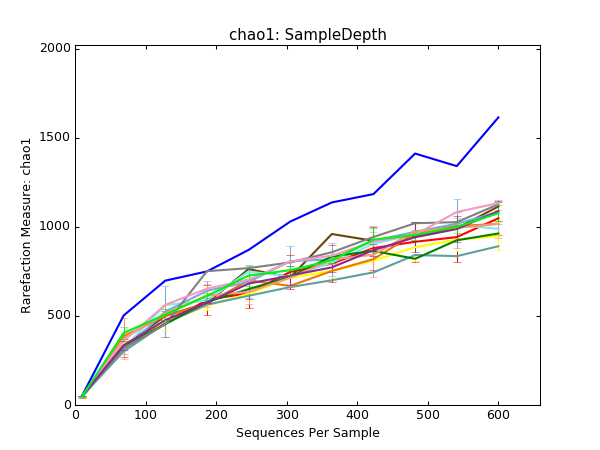 chao1: SampleDepth
2000
1500
1000
500
0
Rarefaction Measure: chao1
0 100 200 300 400 500 600
Sequences Per Sample